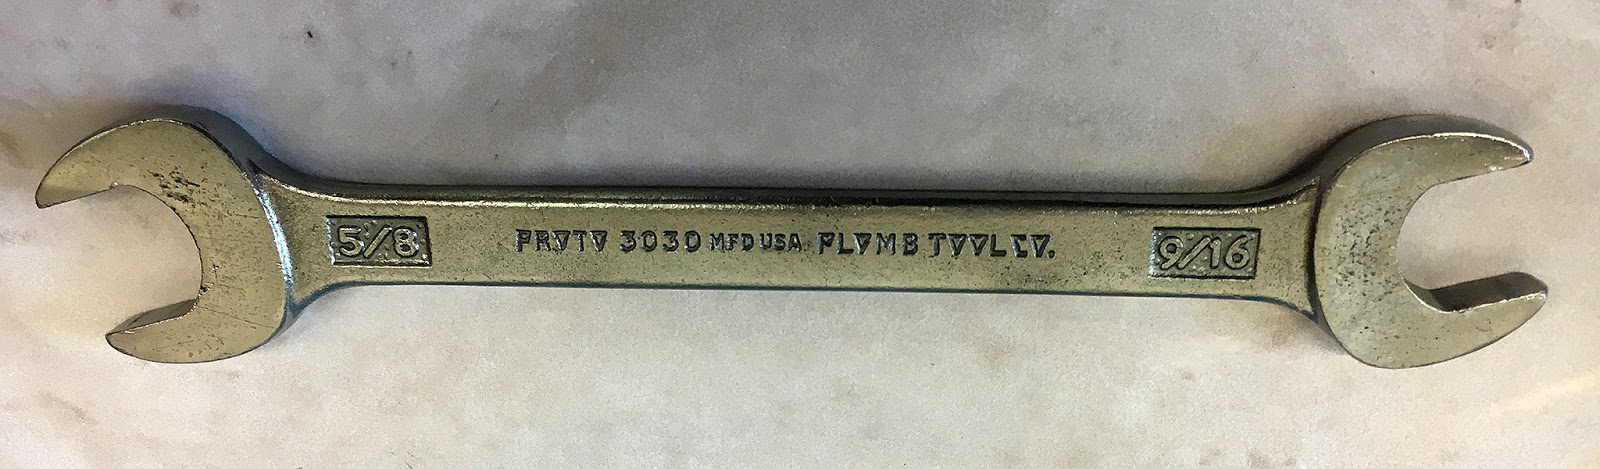 5/8 PROTO 3030 MFD USA PLOMB TOOL CO. 9/16